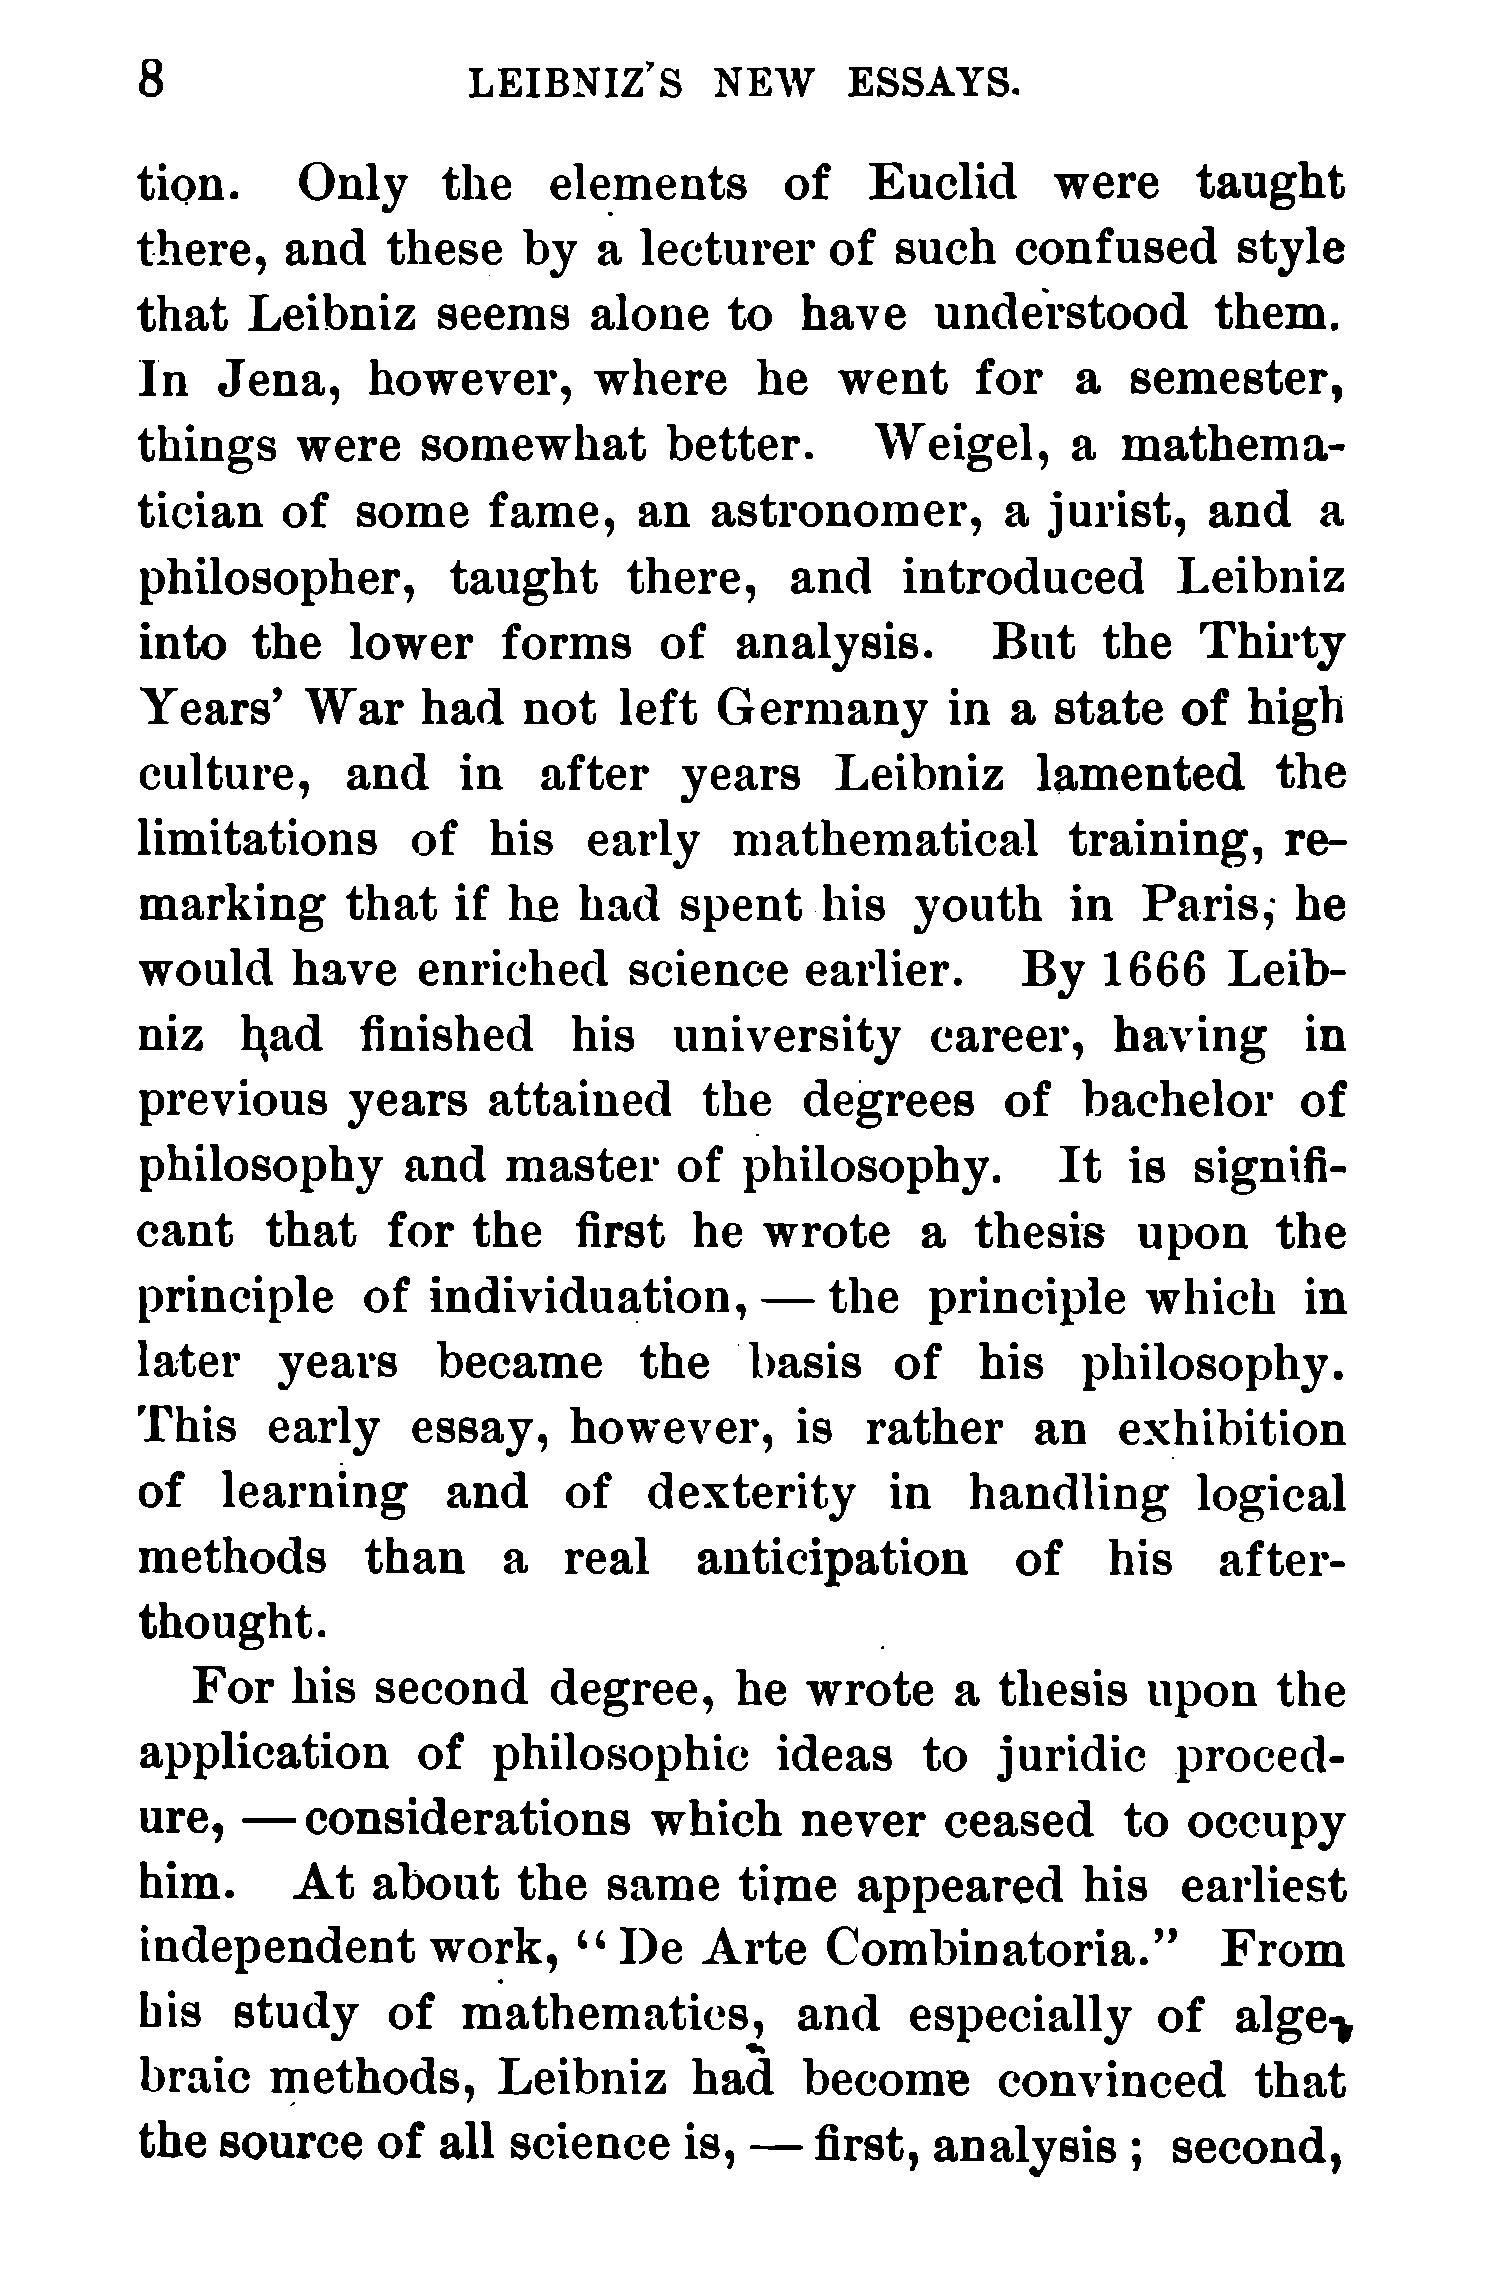 8 LEIBNIZ'S NEW ESSAYS.
tion. Only the elements of Euclid were taught
there, and these by a lecturer of such confused style
that Leibniz seems alone to have understood them.
In Jena, however, where he went for a semester,
things were somewhat better. Weigel, a mathema-
tician of some fame, an astronomer, a jurist, and a
philosopher, taught there, and introduced Leibniz
into the lower forms of analysis. But the Thirty
Years' War had not left Germany in a state of high
culture, and in after years Leibniz lamented the
limitations of his early mathematical training, re-
marking that if he had spent his youth in Paris, he
would have enriched science earlier. By 1666 Leib-
niz had finished his university career, having in
previous years attained the degrees of bachelor of
philosophy and master of philosophy. It is signifi-
cant that for the first he wrote a thesis upon the
principle of individuation, — the principle which in
later years became the basis of his philosophy.
This early essay, however, is rather an exhibition
of learning and of dexterity in handling logical
methods than a real anticipation of his after-
thought.
For his second degree, he wrote a thesis upon the
application of philosophic ideas to juridic proced-
ure, — considerations which never ceased to occupy
him. At about the same time appeared his earliest
independent work, “De Arte Combinatoria.” From
his study of mathematics, and especially of alge-
braic methods, Leibniz had become convinced that
the source of all science is, — first, analysis; second,